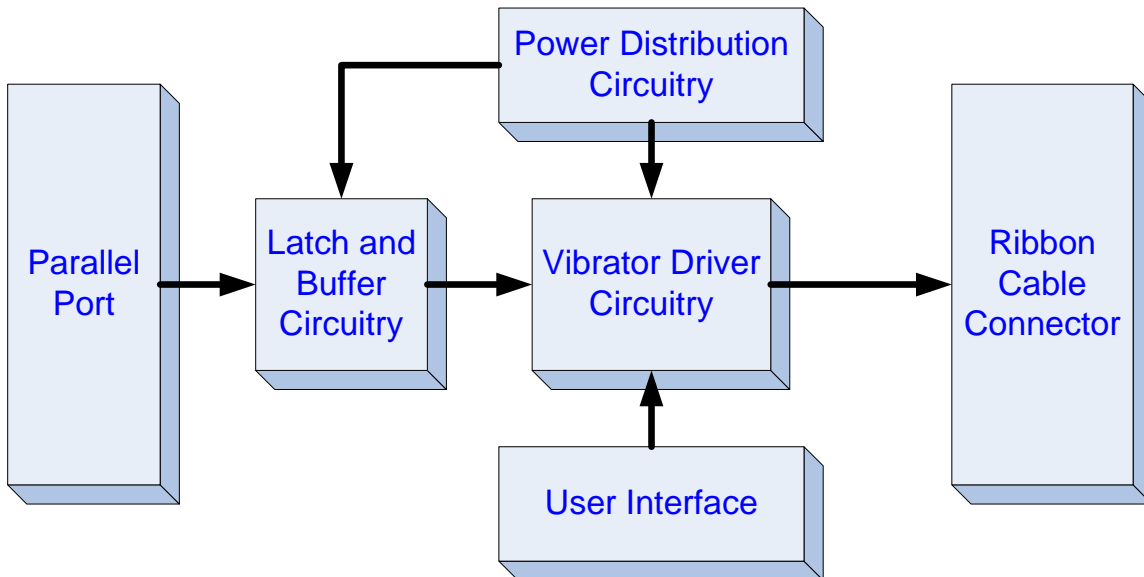 Power Distribution
Circuitry
Parallel
Port
Latch and
Buffer
Circuitry
Vibrator Driver
Circuitry
Ribbon
Cable
Connector
User Interface